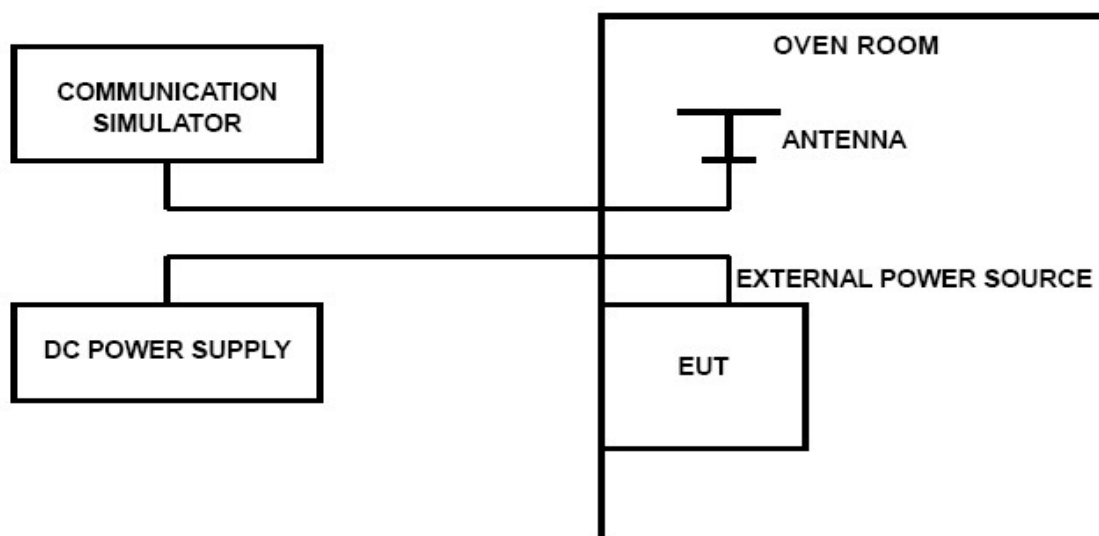 OVEN ROOM
COMMUNICATION
SIMULATOR
ANTENNA
EXTERNAL POWER SOURCE
DC POWER SUPPLY
EUT